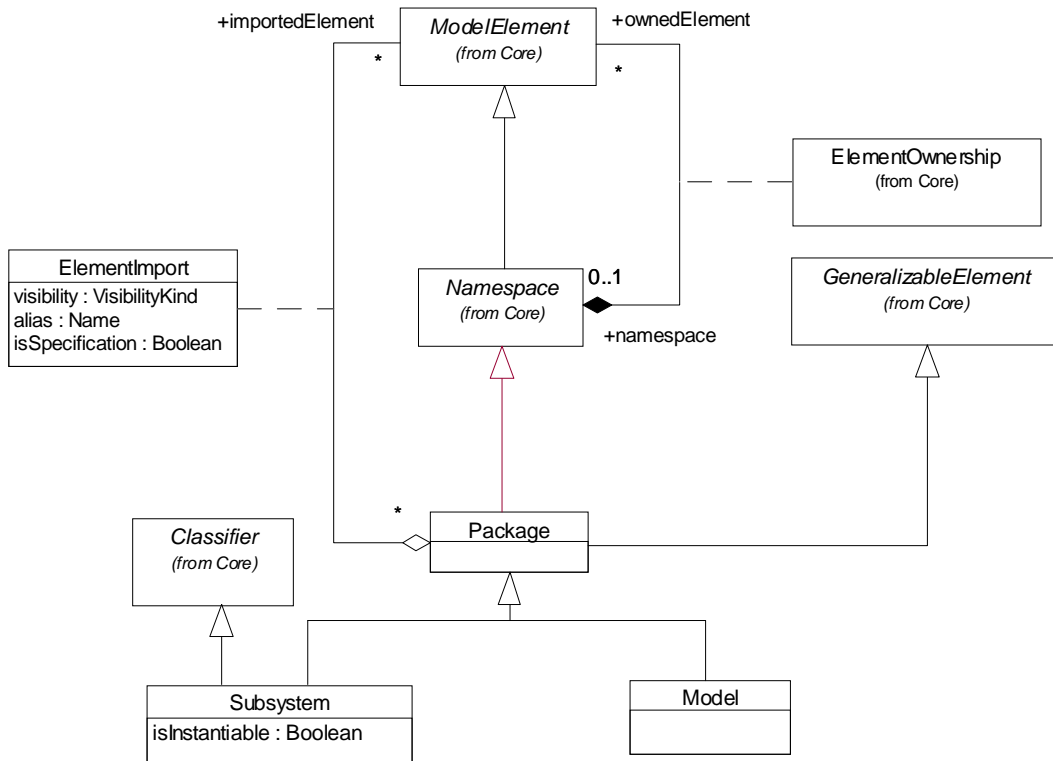 +importedElement
ModelElement
(from Core)
+ownedElement
*
*
ElementOwnership
(from Core)
ElementImport
visibility : VisibilityKind
alias : Name
isSpecification : Boolean
Namespace
(from Core)
0..1
+namespace
GeneralizableElement
(from Core)
*
Package
Classifier
(from Core)
Subsystem
isInstantiable : Boolean
Model